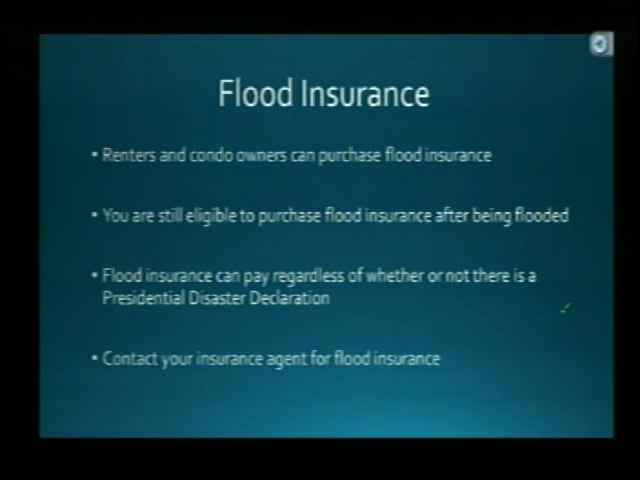 Flood Insurance
• Renters and condo owners can purchase flood insurance
• You are still eligible to purchase flood insurance after being flooded
• Flood insurance can pay regardless of whether or not there is a
Presidential Disaster Declaration
• Contact your insurance agent for flood insurance